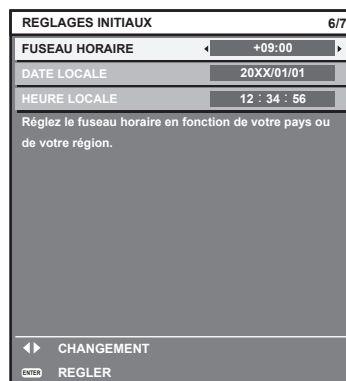 REGLAGES INITIAUX 6/7
FUSEAU HORAIRE +09:00
DATE LOCALE 20XX/01/01
HEURE LOCALE 12 : 34 : 56
Réglez le fuseau horaire en fonction de votre pays ou
de votre région.
CHANGEMENT
ENTER REGLER